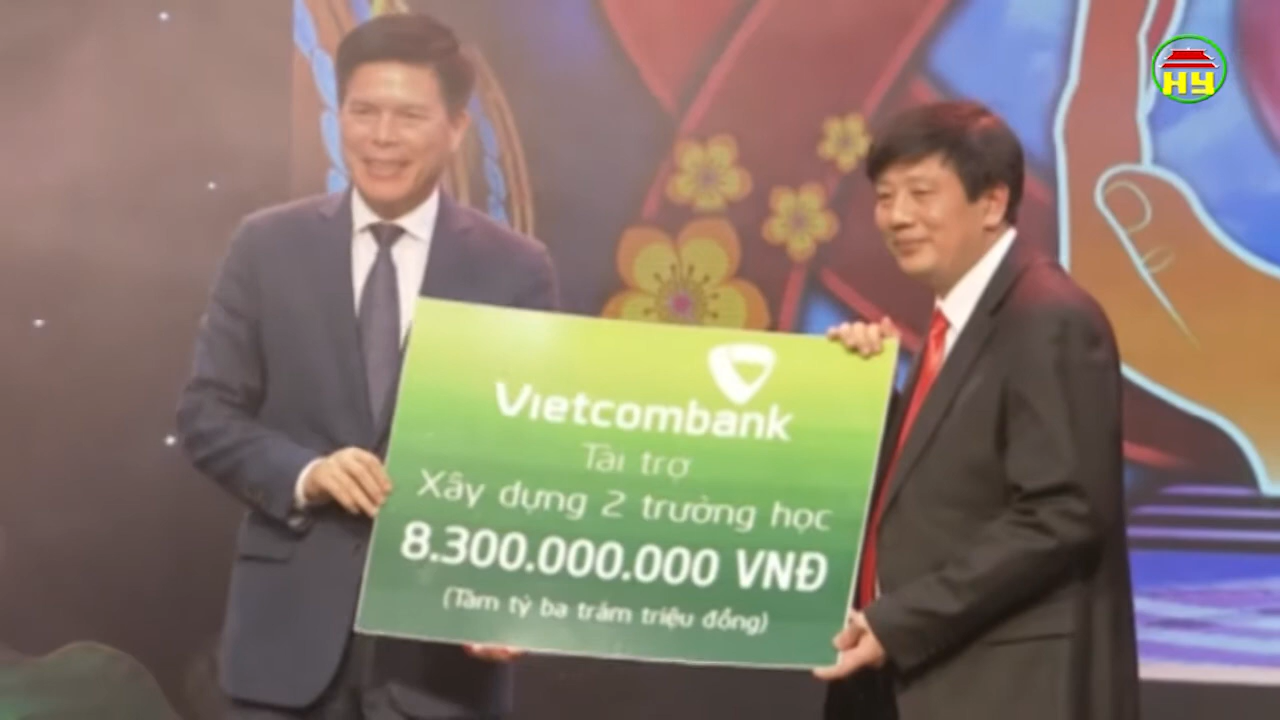 HY
Vietcombank
Tài trợ
Xây dựng 2 trường học
8.300.000.000 VNĐ
(Tám tỷ ba trăm triệu đồng)